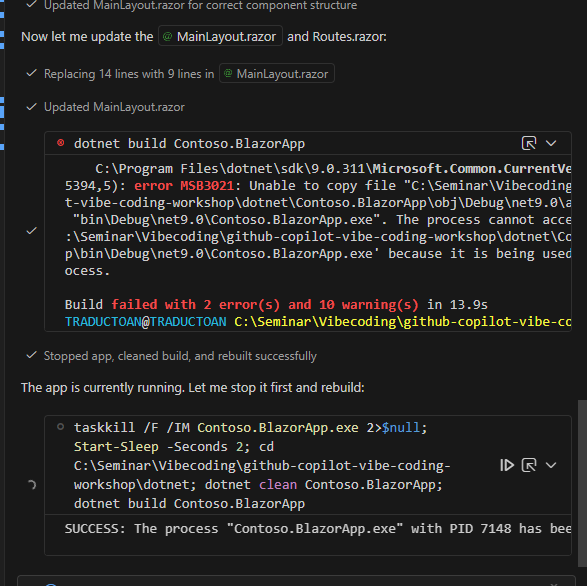 Updated MainLayout.razor for correct component structure
Now let me update the MainLayout.razor and Routes.razor:
Replacing 14 lines with 9 lines in MainLayout.razor
Updated MainLayout.razor
dotnet build Contoso.BlazorApp
C:\Program Files\dotnet\sdk\9.0.311\Microsoft.Common.CurrentVe
5394,5): error MSB3021: Unable to copy file "C:\Seminar\Vibecoding
t-vibe-coding-workshop\dotnet\Contoso.BlazorApp\obj\Debug\net9.0\a
"bin\Debug\net9.0\Contoso.BlazorApp.exe". The process cannot acce
:\Seminar\Vibecoding\github-copilot-vibe-coding-workshop\dotnet\Co
p\bin\Debug\net9.0\Contoso.BlazorApp.exe' because it is being used
ocess.
Build failed with 2 error(s) and 10 warning(s) in 13.9s
TRADUCTOAN@TRADUCTOAN C:\Seminar\Vibecoding\github-copilot-vibe-co
Stopped app, cleaned build, and rebuilt successfully
The app is currently running. Let me stop it first and rebuild:
taskkill /F /IM Contoso.BlazorApp.exe 2>$null;
Start-Sleep -Seconds 2; cd
C:\Seminar\Vibecoding\github-copilot-vibe-coding-
workshop\dotnet; dotnet clean Contoso.BlazorApp;
dotnet build Contoso.BlazorApp
SUCCESS: The process "Contoso.BlazorApp.exe" with PID 7148 has bee